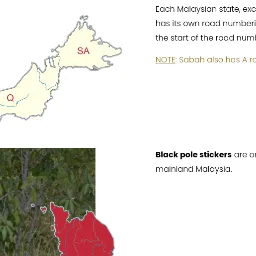 Each Malaysian state, exc
has its own road numberi
the start of the road num
NOTE: Sabah also has A ro
SA
Q
Black pole stickers are o
mainland Malaysia.